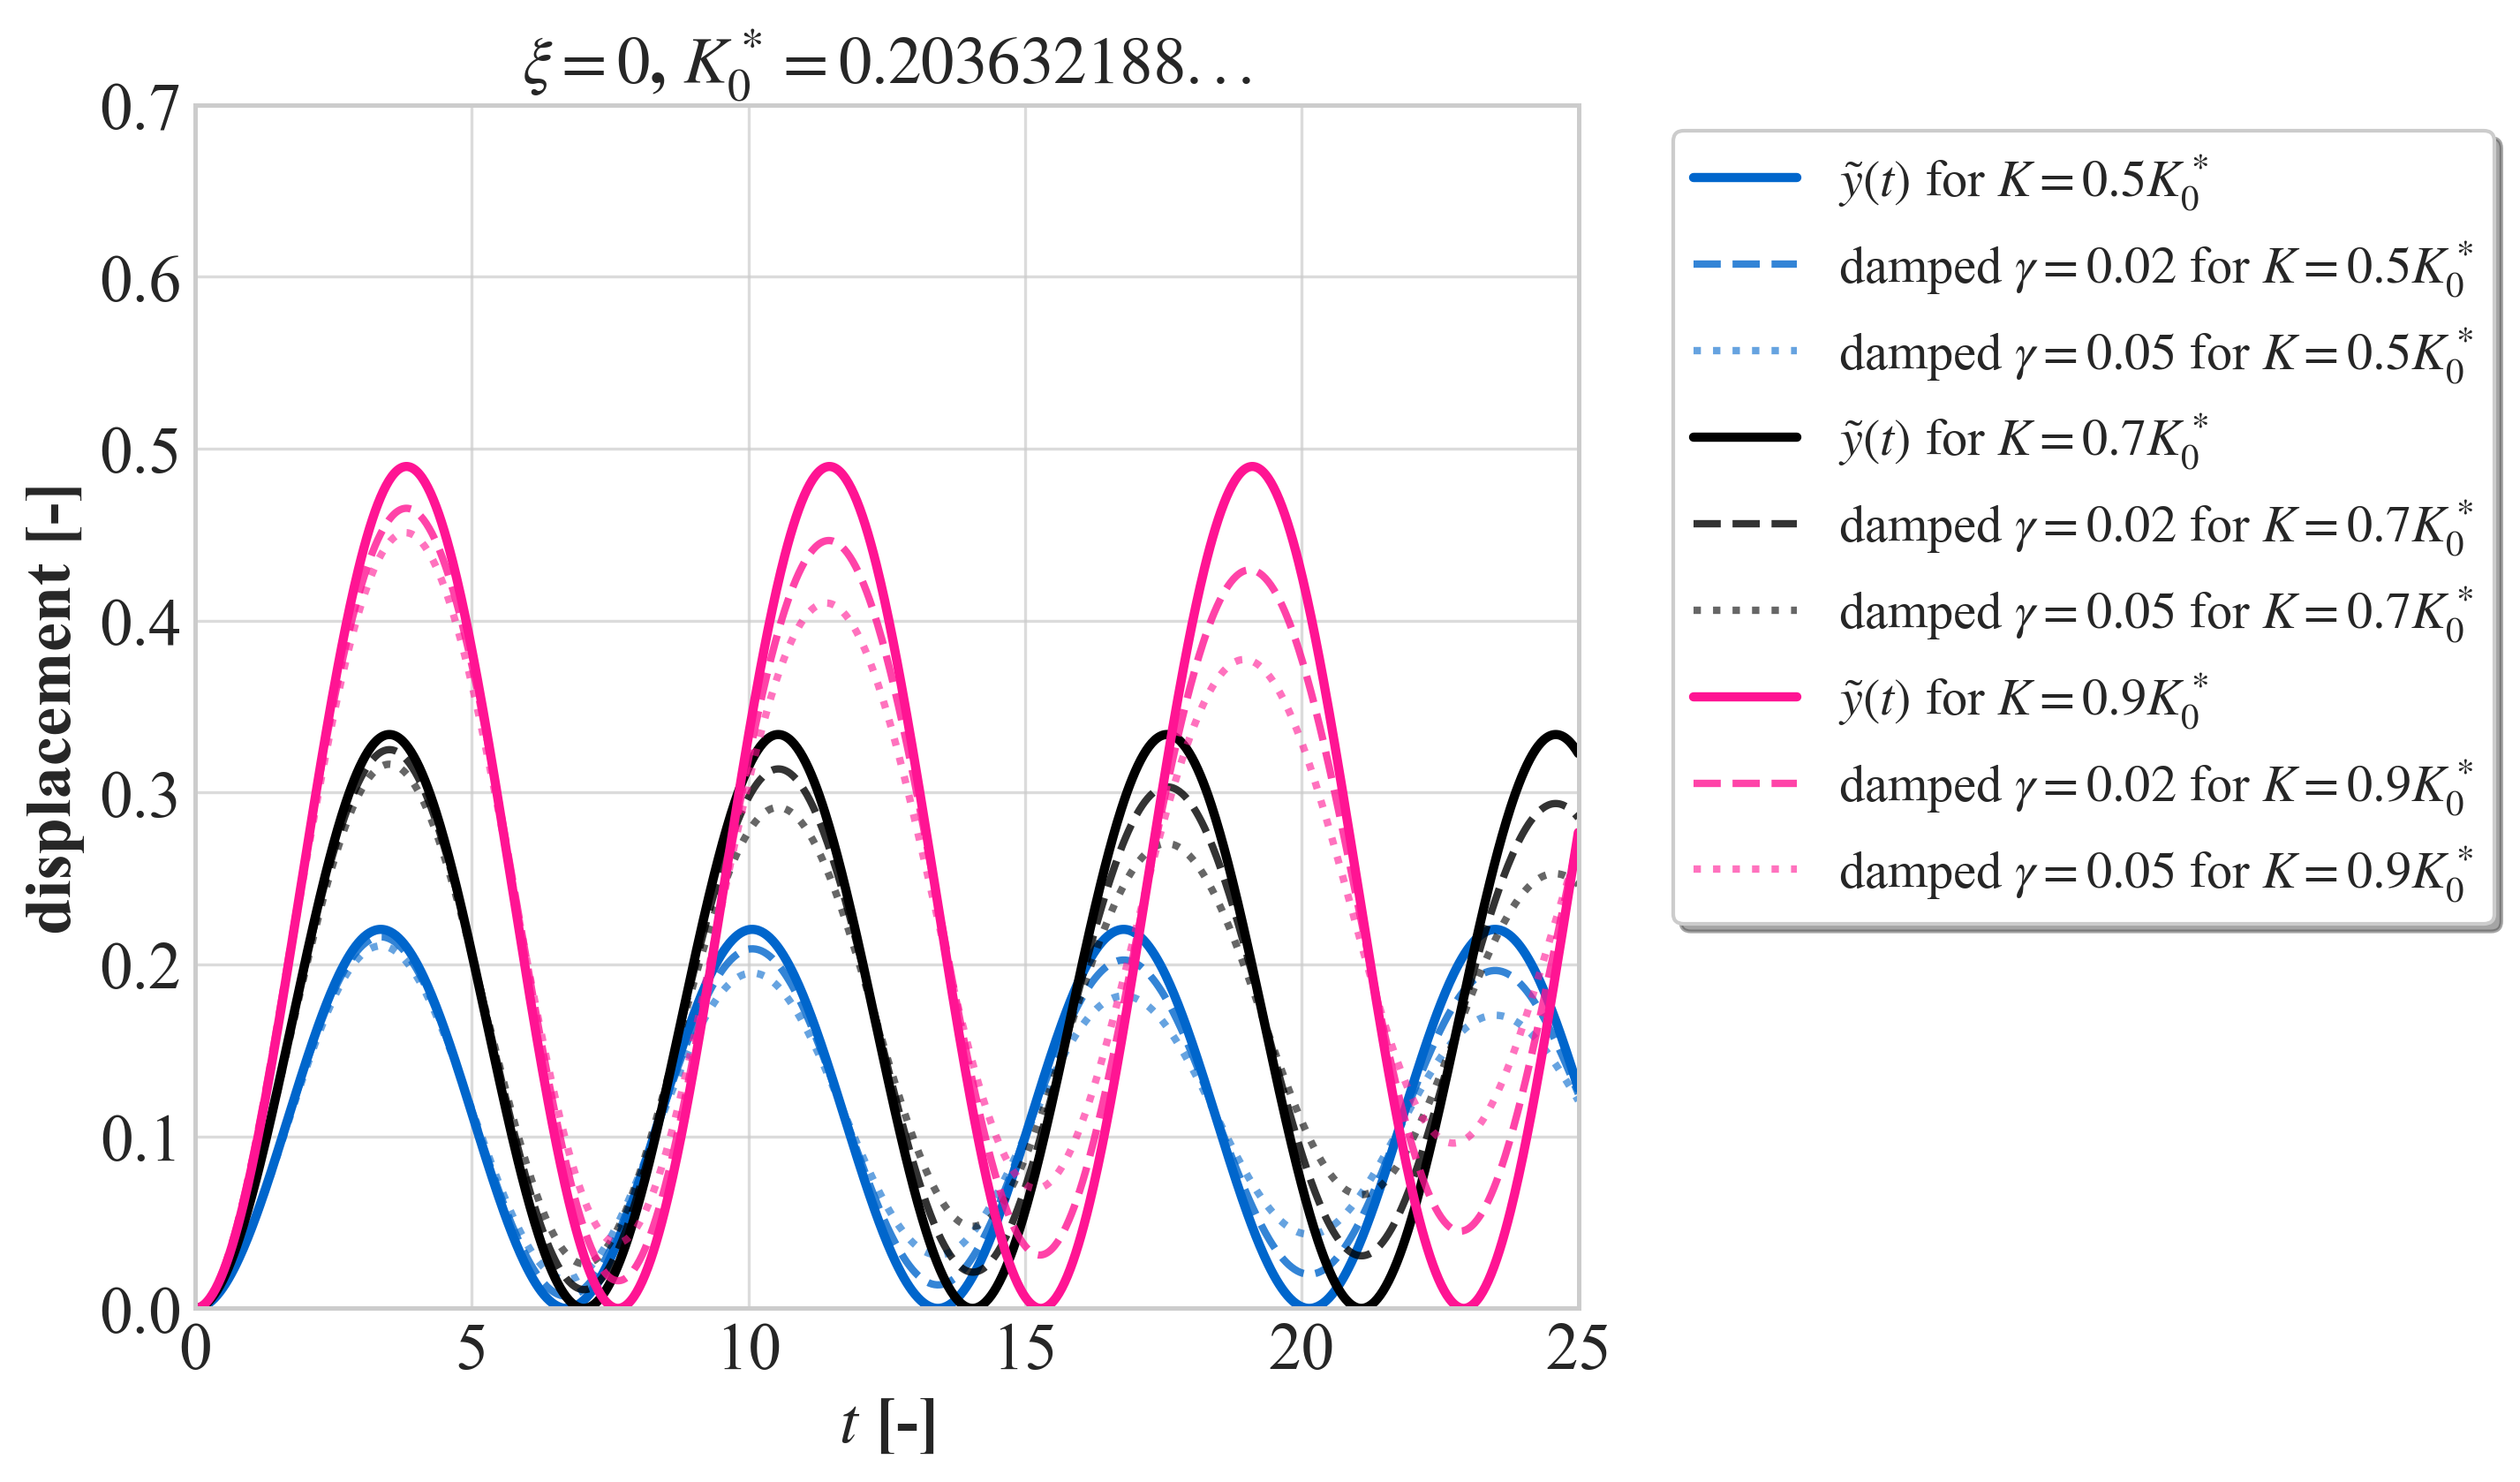 ξ = 0, K₀* = 0.203632188…
0.7
0.6
0.5
0.4
0.3
0.2
0.1
0.0
displacement [-]
0 5 10 15 20 25
t [-]
ỹ(t) for K = 0.5K₀*
damped γ = 0.02 for K = 0.5K₀*
damped γ = 0.05 for K = 0.5K₀*
ỹ(t) for K = 0.7K₀*
damped γ = 0.02 for K = 0.7K₀*
damped γ = 0.05 for K = 0.7K₀*
ỹ(t) for K = 0.9K₀*
damped γ = 0.02 for K = 0.9K₀*
damped γ = 0.05 for K = 0.9K₀*